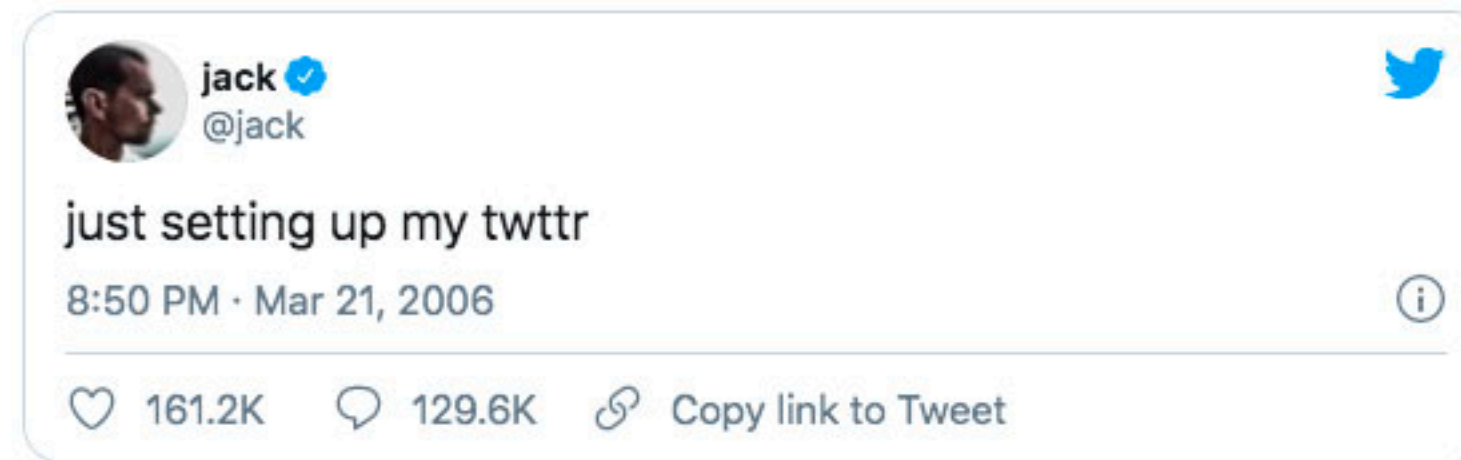 jack
@jack
just setting up my twttr
8:50 PM · Mar 21, 2006
161.2K 129.6K Copy link to Tweet